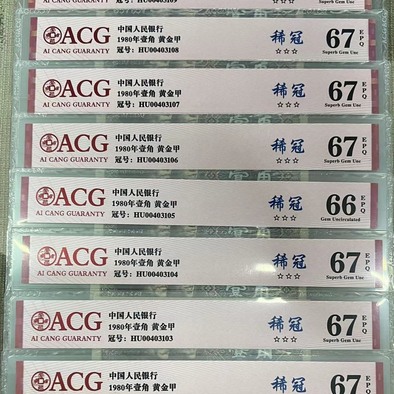 冠号: HU00403109
Superb Gem Unc
ACG
AI CANG GUARANTY
中国人民银行
1980年壹角 黄金甲
冠号: HU00403108
稀冠
☆☆☆
67
EPQ
Superb Gem Unc
ACG
AI CANG GUARANTY
中国人民银行
1980年壹角 黄金甲
冠号: HU00403107
稀冠
☆☆☆
67
EPQ
Superb Gem Unc
ACG
AI CANG GUARANTY
中国人民银行
1980年壹角 黄金甲
冠号: HU00403106
稀冠
☆☆☆
67
EPQ
Superb Gem Unc
ACG
AI CANG GUARANTY
中国人民银行
1980年壹角 黄金甲
冠号: HU00403105
稀冠
☆☆☆
66
EPQ
Gem Uncirculated
ACG
AI CANG GUARANTY
中国人民银行
1980年壹角 黄金甲
冠号: HU00403104
稀冠
☆☆☆
67
EPQ
Superb Gem Unc
ACG
AI CANG GUARANTY
中国人民银行
1980年壹角 黄金甲
冠号: HU00403103
稀冠
☆☆☆
67
EPQ
Superb Gem Unc
ACG
中国人民银行
1980年壹角 黄金甲
稀冠
67
EPQ